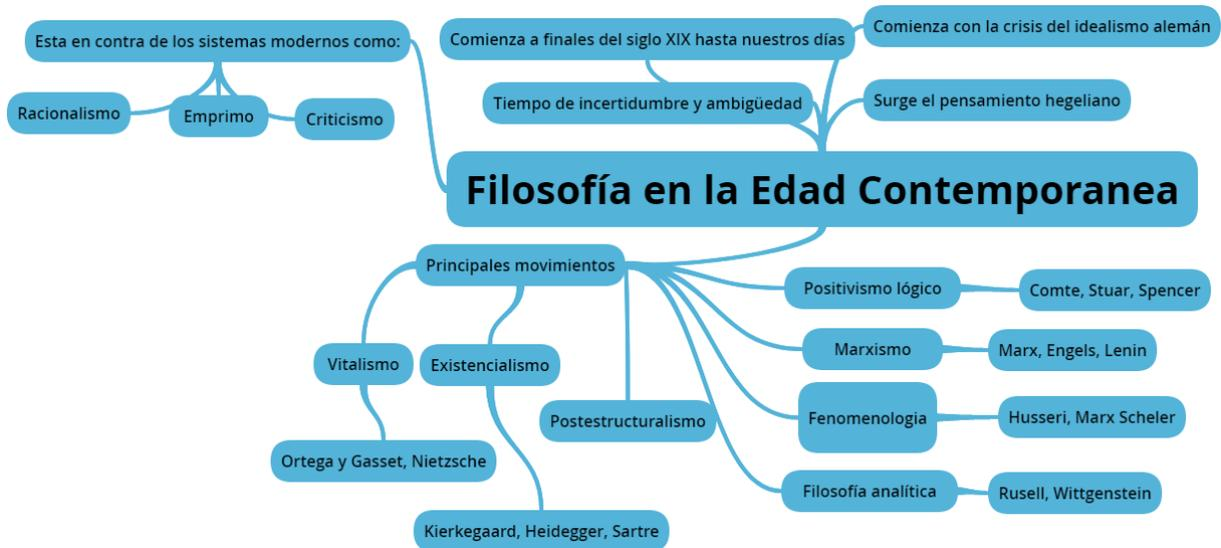 Esta en contra de los sistemas modernos como:
Racionalismo
Emprimo
Criticismo
Comienza a finales del siglo XIX hasta nuestros días
Tiempo de incertidumbre y ambigüedad
Comienza con la crisis del idealismo alemán
Surge el pensamiento hegeliano
Filosofía en la Edad Contemporanea
Principales movimientos
Vitalismo
Ortega y Gasset, Nietzsche
Existencialismo
Kierkegaard, Heidegger, Sartre
Postestructuralismo
Positivismo lógico
Comte, Stuar, Spencer
Marxismo
Marx, Engels, Lenin
Fenomenologia
Husseri, Marx Scheler
Filosofía analítica
Rusell, Wittgenstein